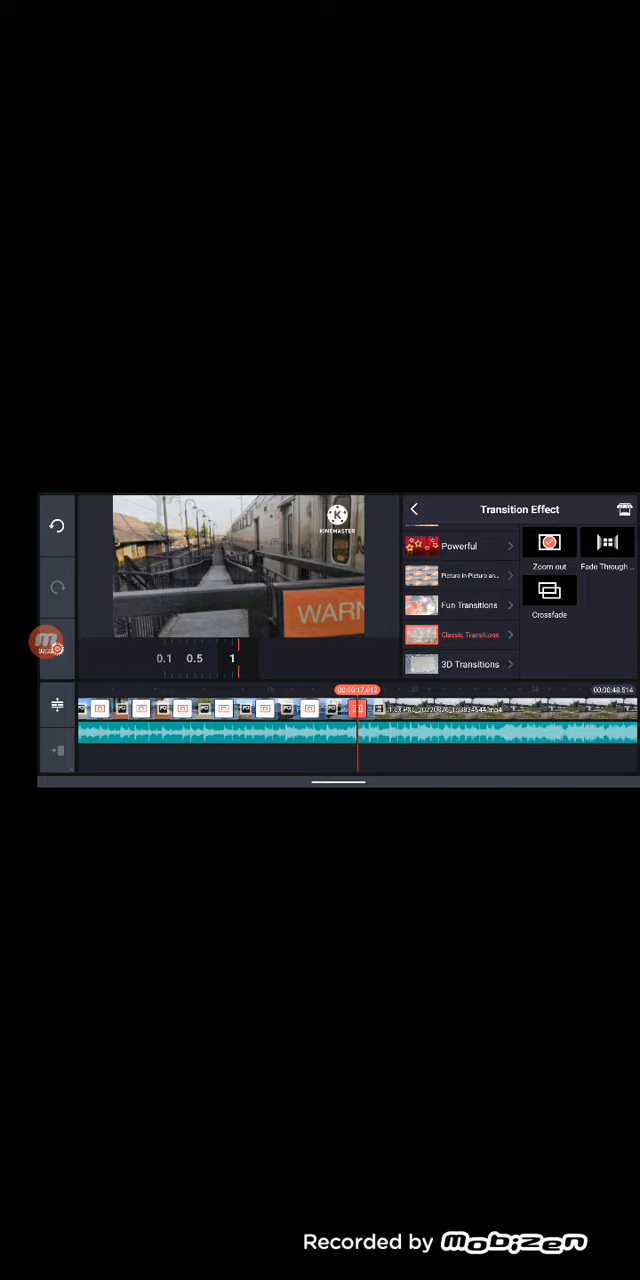 KINEMASTER
WARN
0.1
0.5
1
Transition Effect
Powerful
Picture in Picture an...
Fun Transitions
Classic Transitions
3D Transitions
Zoom out
Fade Through ..
Crossfade
00:00:17.612
00:00:48.514
Recorded by mobizen